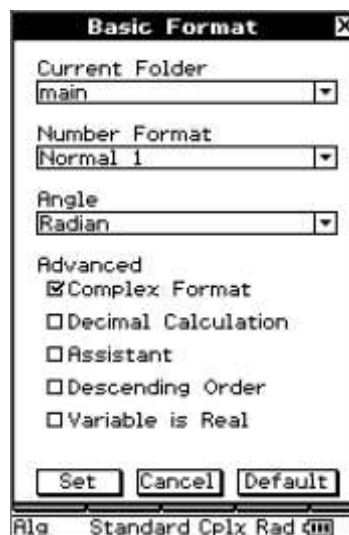 Basic Format
Current Folder
main
Number Format
Normal 1
Angle
Radian
Advanced
Complex Format
Decimal Calculation
Assistant
Descending Order
Variable is Real
Set Cancel Default
Alg Standard Cplx Rad